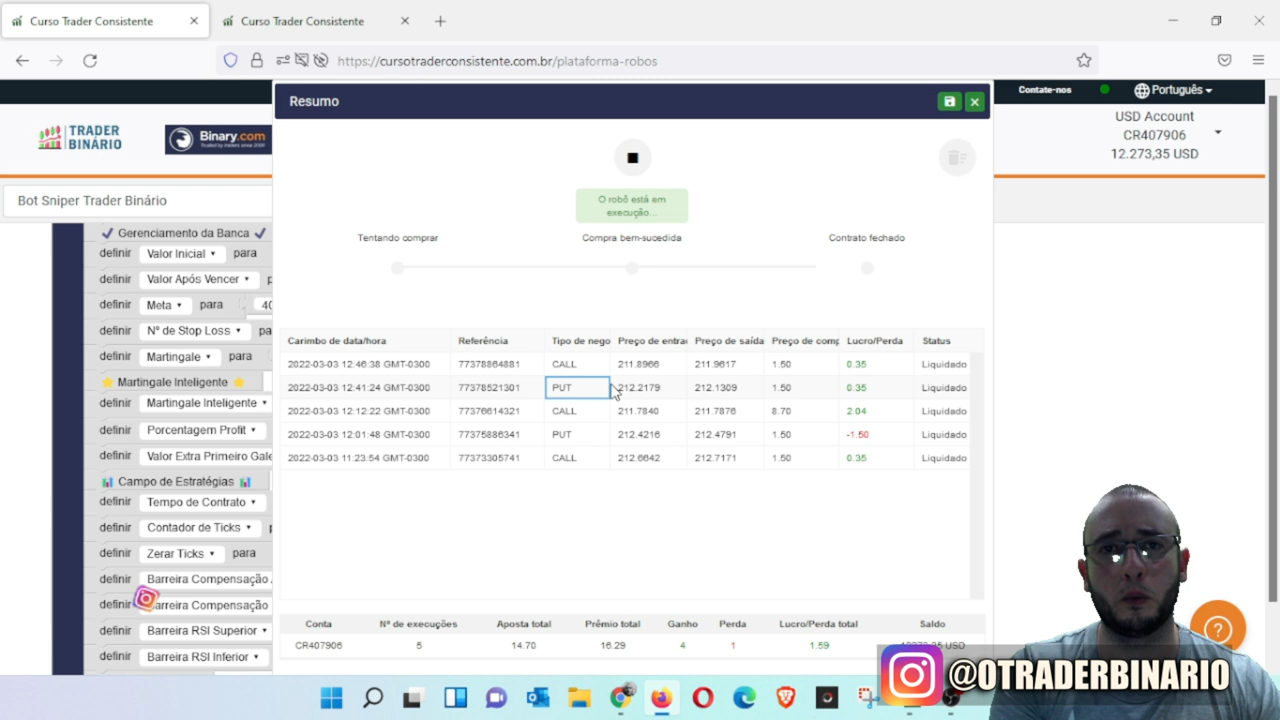 Curso Trader Consistente
Curso Trader Consistente
https://cursotraderconsistente.com.br/plataforma-robos
Resumo
Contate-nos
Português
TRADER BINÁRIO
Binary.com
USD Account
CR407906
12.273,35 USD
Bot Sniper Trader Binário
O robô está em
execução...
Tentando comprar
Compra bem-sucedida
Contrato fechado
Gerenciamento da Banca
definir Valor Inicial para
definir Valor Após Vencer
definir Meta para 40
definir Nº de Stop Loss
definir Martingale para
Martingale Inteligente
definir Martingale Inteligente
definir Porcentagem Profit
definir Valor Extra Primeiro Gale
Campo de Estratégias
definir Tempo de Contrato
definir Contador de Ticks
definir Zerar Ticks para
definir Barreira Compensação
definir Barreira Compensação
definir Barreira RSI Superior
definir Barreira RSI Inferior
Carimbo de data/hora Referência Tipo de nego Preço de entra Preço de saída Preço de comp Lucro/Perda Status
2022-03-03 12:46:38 GMT-0300 77378864881 CALL 211.8966 211.9617 1.50 0.35 Liquidado
2022-03-03 12:41:24 GMT-0300 77378521301 PUT 212.2179 212.1309 1.50 0.35 Liquidado
2022-03-03 12:12:22 GMT-0300 77376614321 CALL 211.7840 211.7876 8.70 2.04 Liquidado
2022-03-03 12:01:48 GMT-0300 77375886341 PUT 212.4216 212.4791 1.50 -1.50 Liquidado
2022-03-03 11:23:54 GMT-0300 77373305741 CALL 212.6642 212.7171 1.50 0.35 Liquidado
Conta Nº de execuções Aposta total Prêmio total Ganho Perda Lucro/Perda total Saldo
CR407906 5 14.70 16.29 4 1 1.59 USD
@OTRADERBINARIO